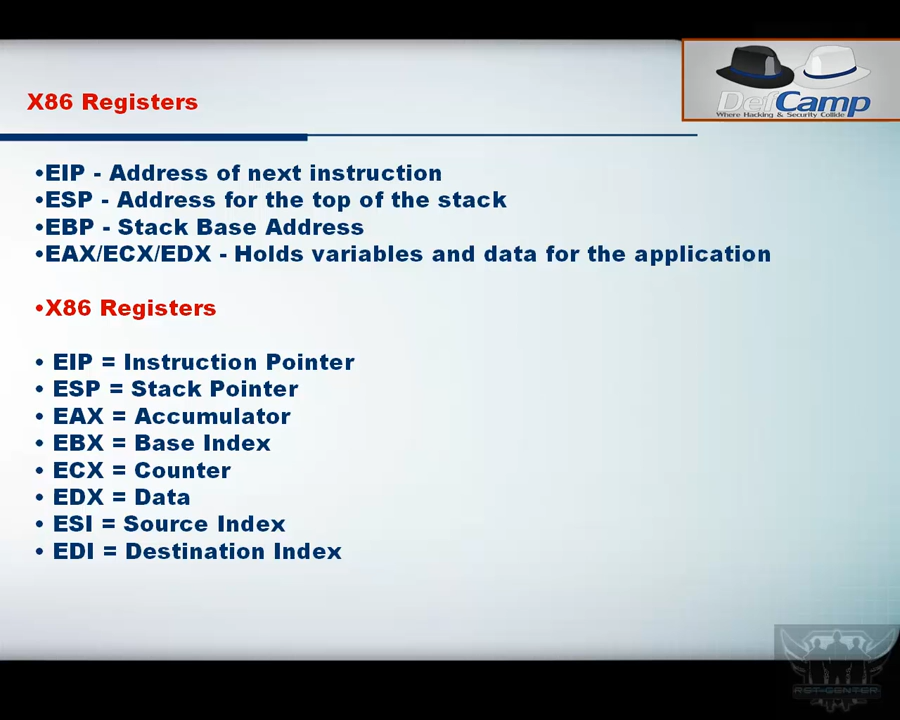 DefCamp
Where Hacking & Security Collide
X86 Registers
•EIP - Address of next instruction
•ESP - Address for the top of the stack
•EBP - Stack Base Address
•EAX/ECX/EDX - Holds variables and data for the application
•X86 Registers
• EIP = Instruction Pointer
• ESP = Stack Pointer
• EAX = Accumulator
• EBX = Base Index
• ECX = Counter
• EDX = Data
• ESI = Source Index
• EDI = Destination Index
RST-CENTER